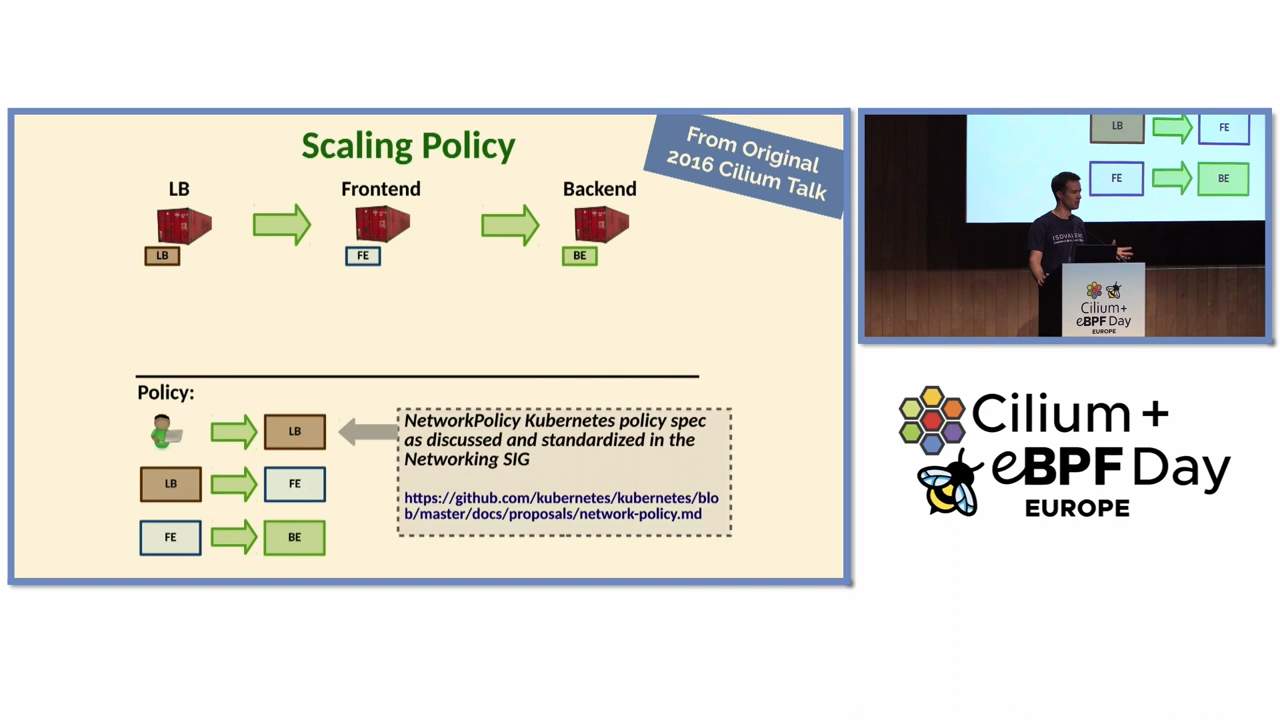 Scaling Policy
From Original
2016 Cilium Talk
LB
Frontend
Backend
LB
FE
BE
Policy:
LB
LB
FE
FE
BE
NetworkPolicy Kubernetes policy spec
as discussed and standardized in the
Networking SIG
https://github.com/kubernetes/kubernetes/blo
b/master/docs/proposals/network-policy.md
LB
FE
FE
BE
ISOVALENT
Cilium+
eBPF Day
EUROPE
Cilium +
eBPF Day
EUROPE